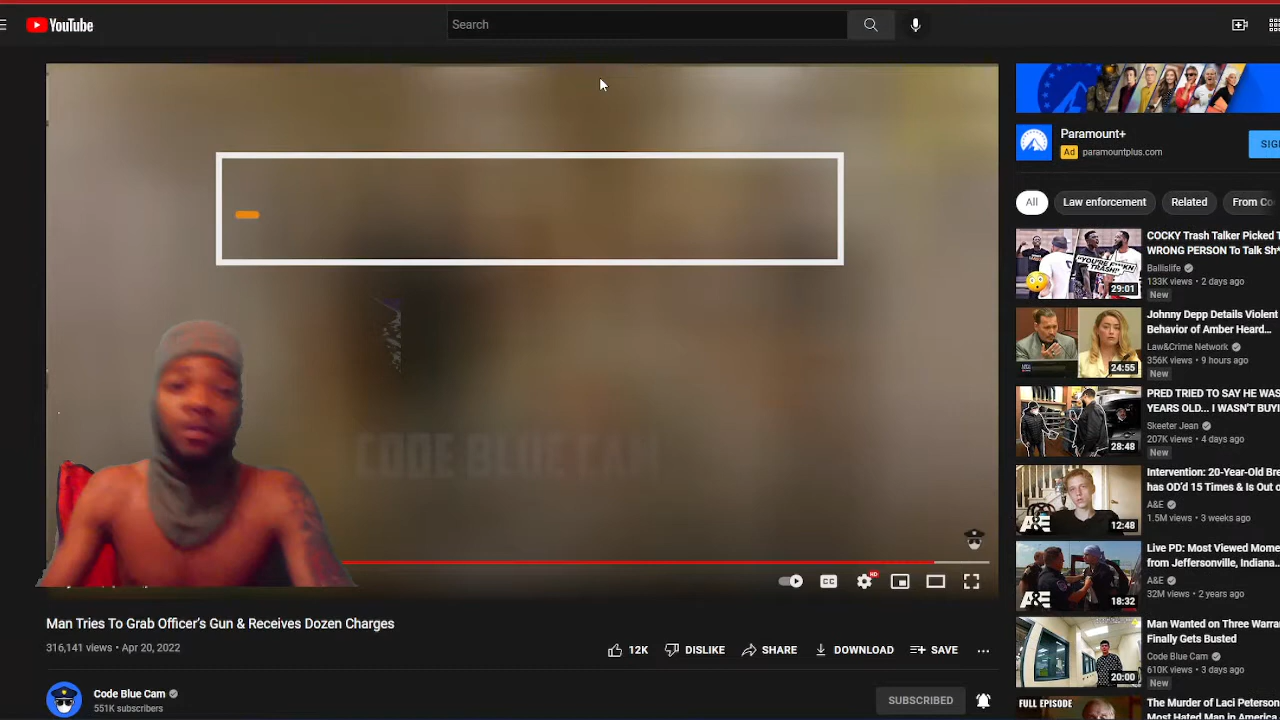 YouTube
Search
Paramount+
Ad paramountplus.com
SIG
All
Law enforcement
Related
From Co
COCKY Trash Talker Picked T
WRONG PERSON To Talk Sh*
Ballislife
133K views • 2 days ago
New
29:01
Johnny Depp Details Violent
Behavior of Amber Heard...
Law&Crime Network
356K views • 9 hours ago
New
24:55
PRED TRIED TO SAY HE WAS
YEARS OLD... I WASN'T BUYI
Skeeter Jean
207K views • 4 days ago
New
28:48
Intervention: 20-Year-Old Bre
has OD'd 15 Times & Is Out o
A&E
1.5M views • 3 weeks ago
A&E
12:48
Live PD: Most Viewed Mome
from Jeffersonville, Indiana
A&E
32M views • 2 years ago
A&E
18:32
Man Wanted on Three Warra
Finally Gets Busted
Code Blue Cam
610K views • 3 days ago
New
20:00
The Murder of Laci Peterson
Most Hated Man in America
FULL EPISODE
CODE BLUE CAM
CC
HD
Man Tries To Grab Officer's Gun & Receives Dozen Charges
316,141 views • Apr 20, 2022
12K
DISLIKE
SHARE
DOWNLOAD
SAVE
Code Blue Cam
551K subscribers
SUBSCRIBED